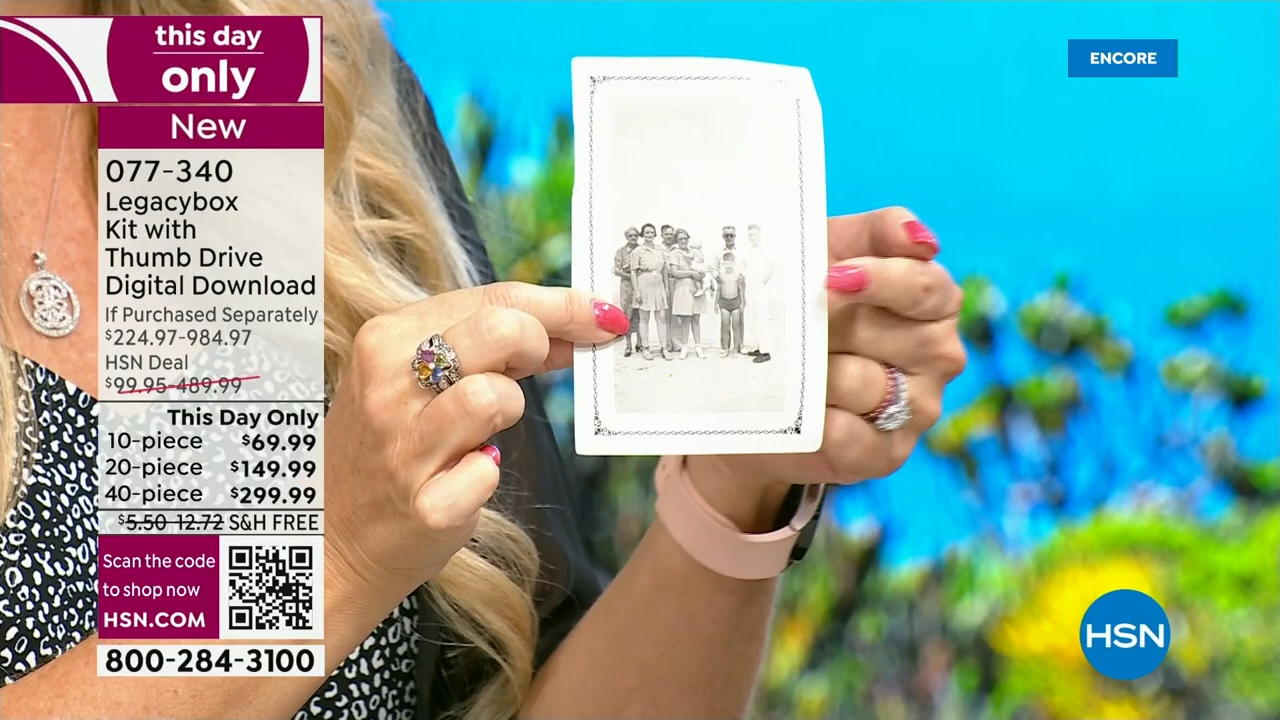 this day
only
New
077-340
Legacybox
Kit with
Thumb Drive
Digital Download
If Purchased Separately
$224.97-984.97
HSN Deal
$99.95-489.99
This Day Only
10-piece $69.99
20-piece $149.99
40-piece $299.99
$5.50-12.72 S&H FREE
Scan the code
to shop now
HSN.COM
800-284-3100
ENCORE
HSN